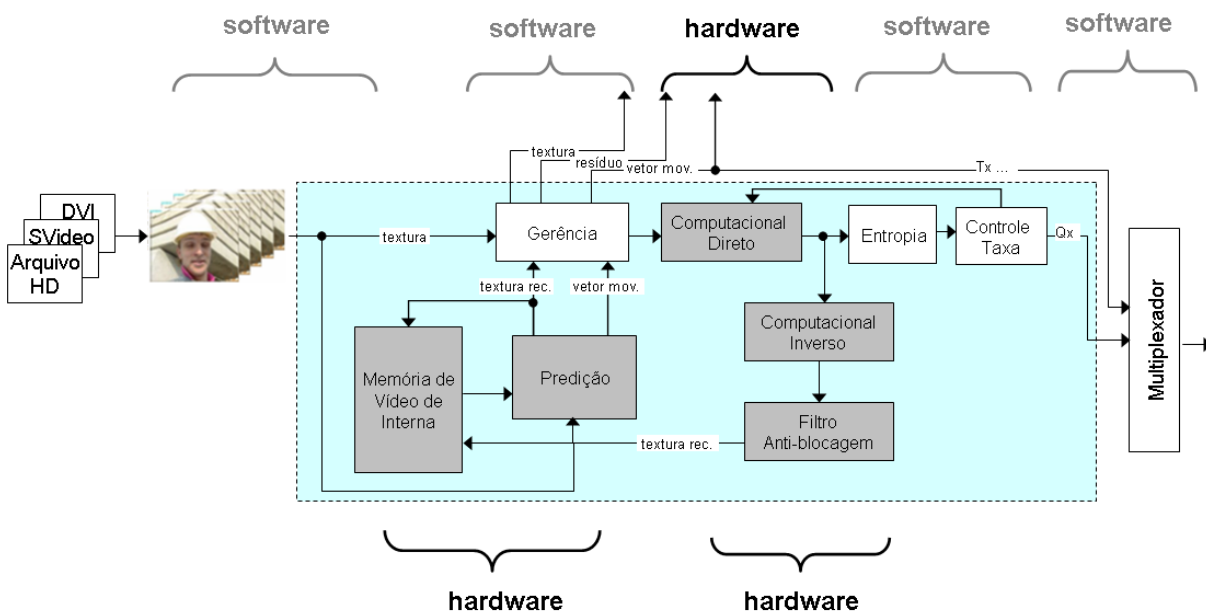 software
software
hardware
software
software
textura
resíduo
vetor mov.
Tx ...
DVI
SVideo
Arquivo
HD
textura
Gerência
Computacional
Direto
Entropia
Controle
Taxa
Qx
textura rec.
vetor mov.
Memória de
Vídeo de
Interna
Predição
Computacional
Inverso
Filtro
Anti-blocagem
textura rec.
Multiplexador
hardware
hardware